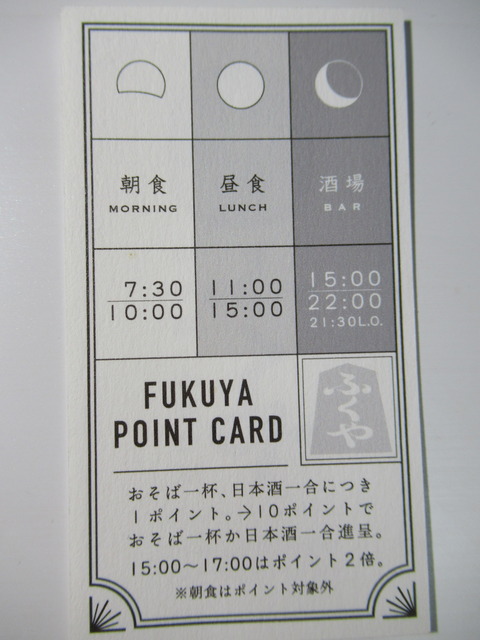 朝食 昼食 酒場
MORNING LUNCH BAR
7:30 11:00 15:00
10:00 15:00 22:00
21:30L.O.
FUKUYA
POINT CARD
ふくや
おそば一杯、日本酒一合につき
1ポイント。→10ポイントで
おそば一杯か日本酒一合進呈。
15:00～17:00はポイント2倍。
※朝食はポイント対象外